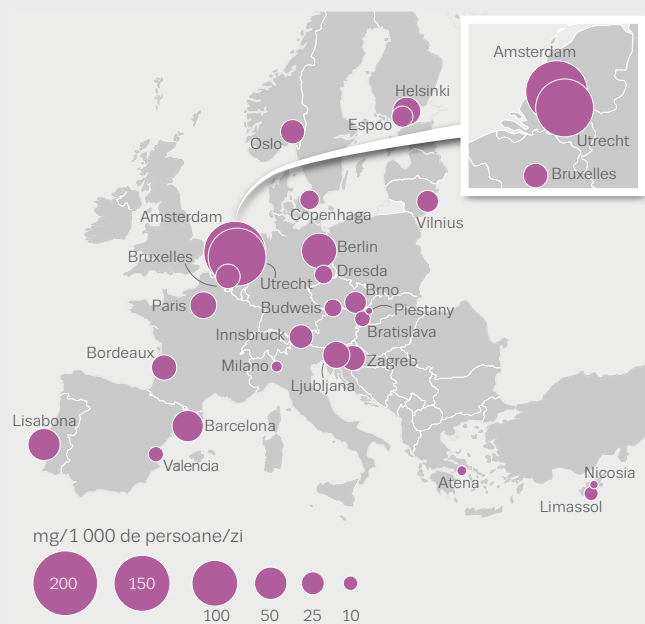 Amsterdam
Utrecht
Bruxelles
Helsinki
Espoo
Oslo
Copenhaga
Vilnius
Amsterdam
Bruxelles
Utrecht
Berlin
Dresda
Paris
Budweis
Brno
Piestany
Bratislava
Innsbruck
Bordeaux
Milano
Zagreb
Ljubljana
Lisabona
Barcelona
Valencia
Atena
Nicosia
Limassol
mg/1 000 de persoane/zi
200
150
100
50
25
10